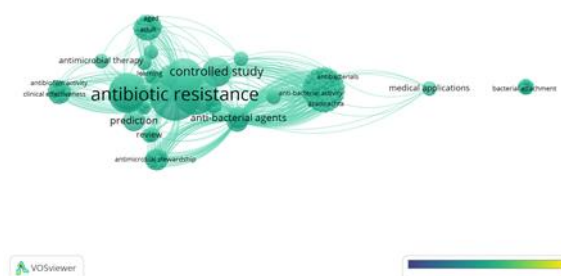 aged
adult
antimicrobial therapy
learning
controlled study
antibiotic activity
clinical effectiveness
antibiotic resistance
antibacterials
anti-bacterial activity
medical applications
bacterial attachment
prediction
anti-bacterial agents
review
antimicrobial stewardship
VOSviewer